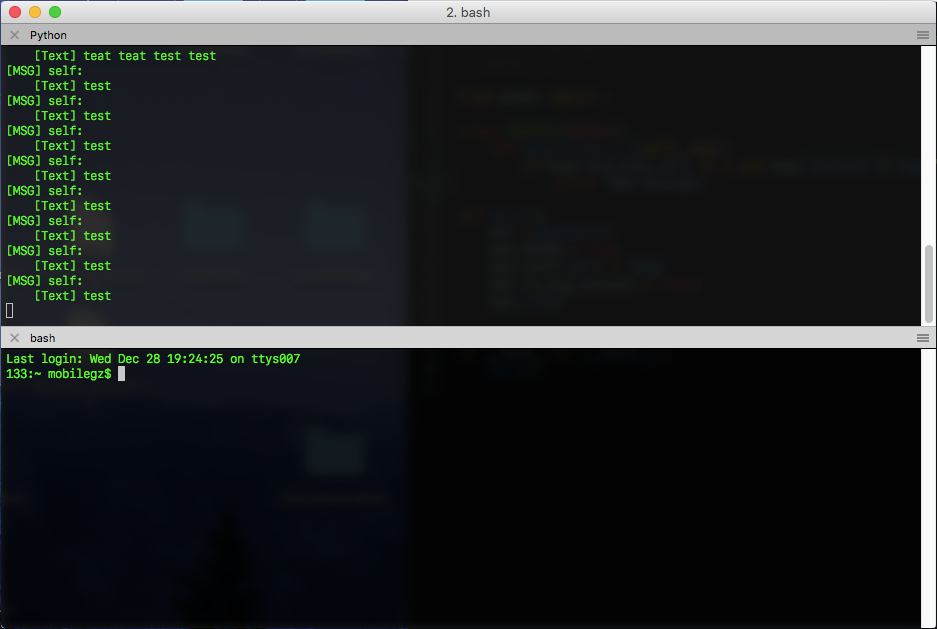 2. bash
Python
[Text] teat teat test test
[MSG] self:
[Text] test
[MSG] self:
[Text] test
[MSG] self:
[Text] test
[MSG] self:
[Text] test
[MSG] self:
[Text] test
[MSG] self:
[Text] test
[MSG] self:
[Text] test
[MSG] self:
[Text] test
bash
Last login: Wed Dec 28 19:24:25 on ttys007
133:~ mobilegz$